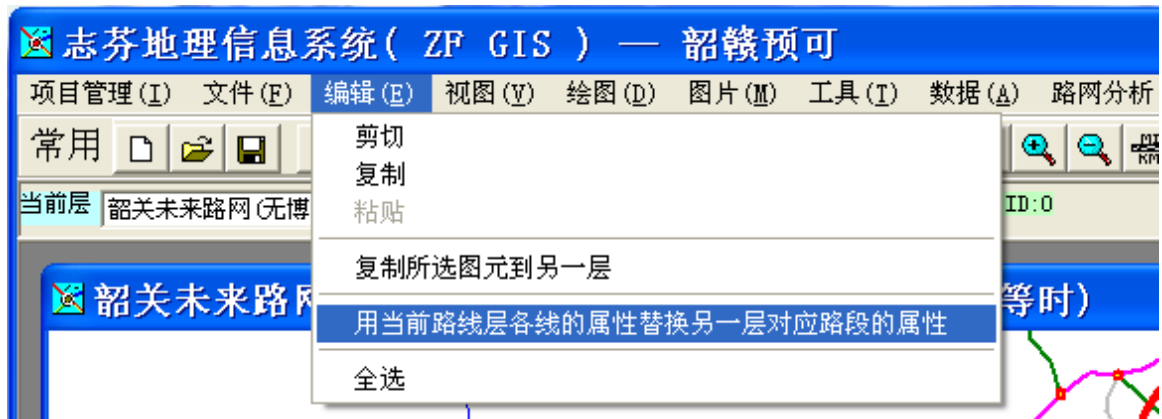 志芬地理信息系统( ZF GIS ) — 韶赣预可
项目管理(I) 文件(F) 编辑(E) 视图(V) 绘图(D) 图片(M) 工具(T) 数据(A) 路网分析
常用
当前层 韶关未来路网(无博 ID:0
剪切
复制
粘贴
复制所选图元到另一层
韶关未来路网 等时)
用当前路线层各线的属性替换另一层对应路段的属性
全选